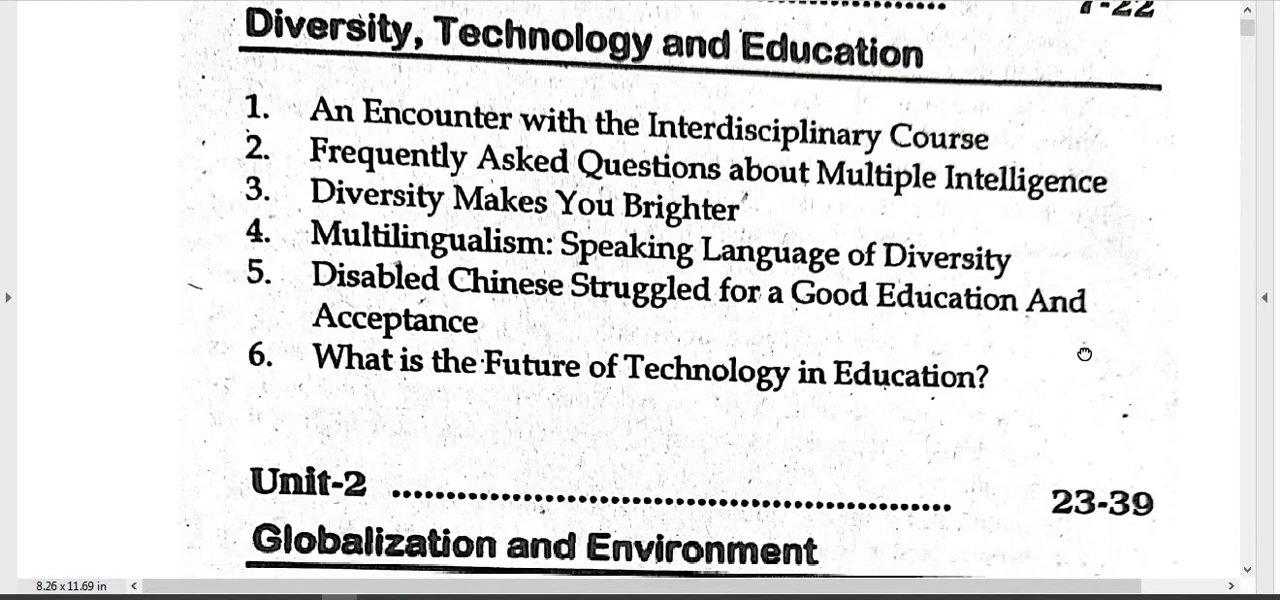 Diversity, Technology and Education
1. An Encounter with the Interdisciplinary Course
2. Frequently Asked Questions about Multiple Intelligence
3. Diversity Makes You Brighter
4. Multilingualism: Speaking Language of Diversity
5. Disabled Chinese Struggled for a Good Education And
Acceptance
6. What is the Future of Technology in Education?
Unit-2 .................................................... 23-39
Globalization and Environment
8.26 x 11.69 in